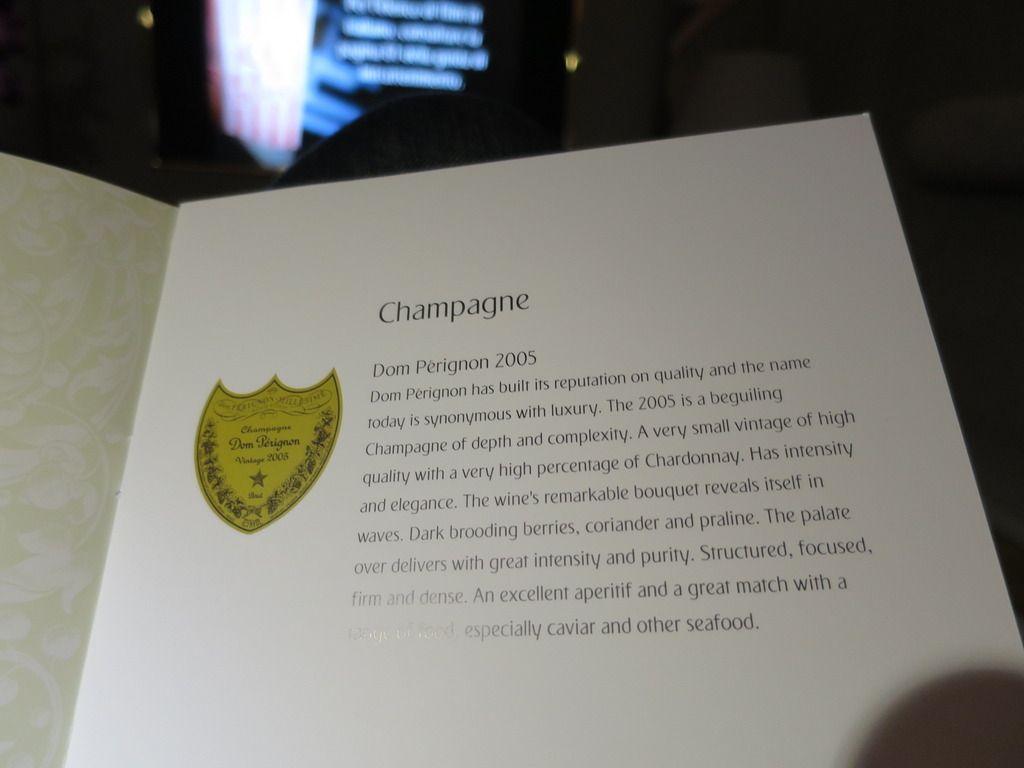 Champagne
Dom Pérignon 2005
Dom Pérignon has built its reputation on quality and the name
today is synonymous with luxury. The 2005 is a beguiling
Champagne of depth and complexity. A very small vintage of high
quality with a very high percentage of Chardonnay. Has intensity
and elegance. The wine's remarkable bouquet reveals itself in
waves. Dark brooding berries, coriander and praline. The palate
over delivers with great intensity and purity. Structured, focused,
firm and dense. An excellent aperitif and a great match with a
range of food, especially caviar and other seafood.
Champagne
Dom Pérignon
Vintage 2005
Brut